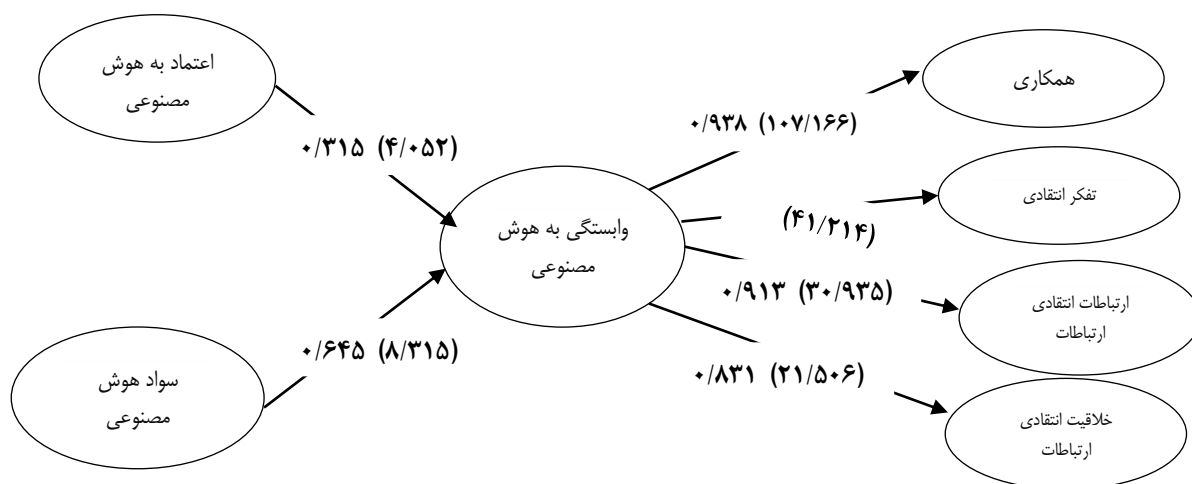 اعتماد به هوش
مصنوعی
۰/۳۱۵ (۴/۰۵۲)
سواد هوش
مصنوعی
۰/۶۴۵ (۸/۳۱۵)
وابستگی به هوش
مصنوعی
۰/۹۳۸ (۱۰۷/۱۶۶)
همکاری
(۴۱/۲۱۴)
تفکر انتقادی
۰/۹۱۳ (۳۰/۹۳۵)
ارتباطات انتقادی
ارتباطات
۰/۸۳۱ (۲۱/۵۰۶)
خلاقیت انتقادی
ارتباطات